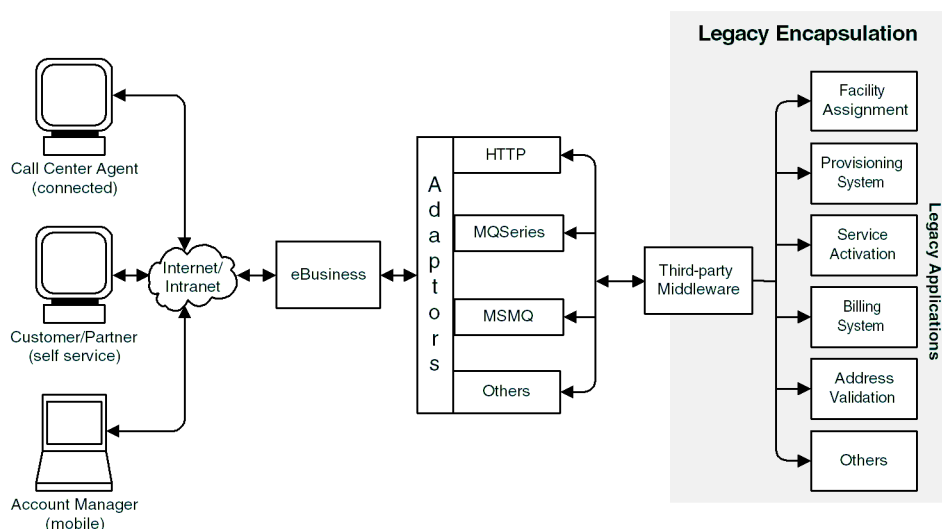 Legacy Encapsulation
Call Center Agent
(connected)
Customer/Partner
(self service)
Account Manager
(mobile)
Internet/
Intranet
eBusiness
Adaptors
HTTP
MQSeries
MSMQ
Others
Third-party
Middleware
Facility
Assignment
Provisioning
System
Service
Activation
Billing
System
Address
Validation
Others
Legacy Applications